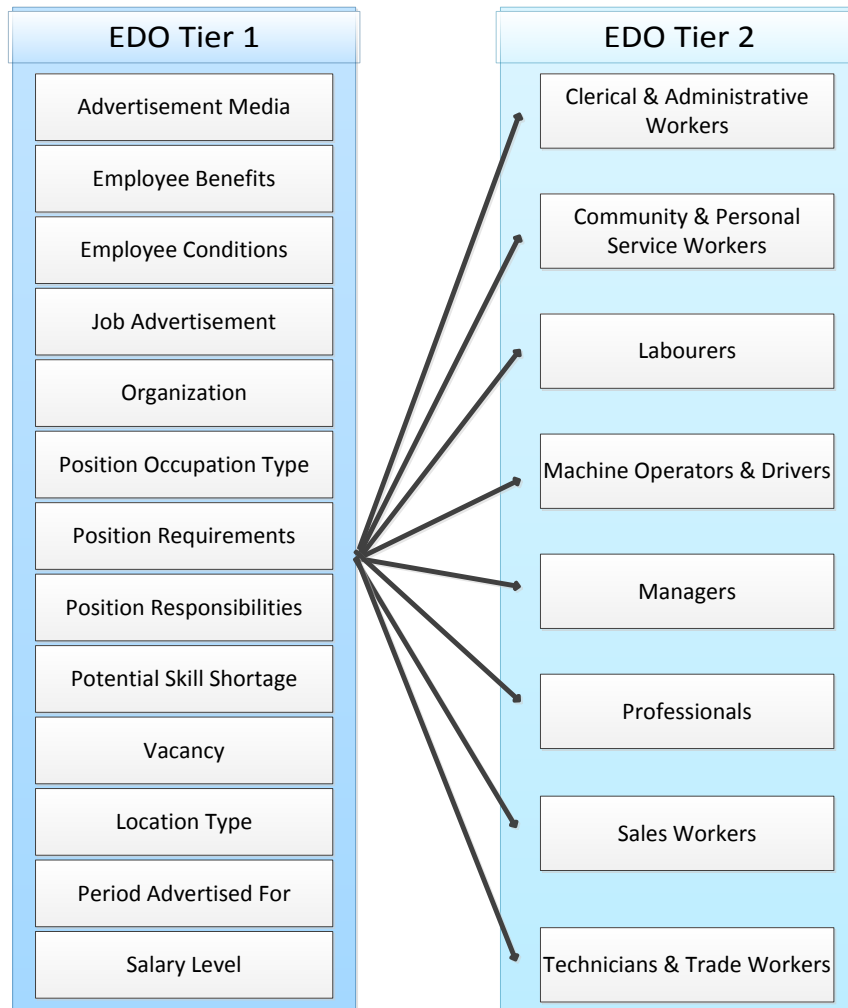 EDO Tier 1
Advertisement Media
Employee Benefits
Employee Conditions
Job Advertisement
Organization
Position Occupation Type
Position Requirements
Position Responsibilities
Potential Skill Shortage
Vacancy
Location Type
Period Advertised For
Salary Level
EDO Tier 2
Clerical & Administrative
Workers
Community & Personal
Service Workers
Labourers
Machine Operators & Drivers
Managers
Professionals
Sales Workers
Technicians & Trade Workers